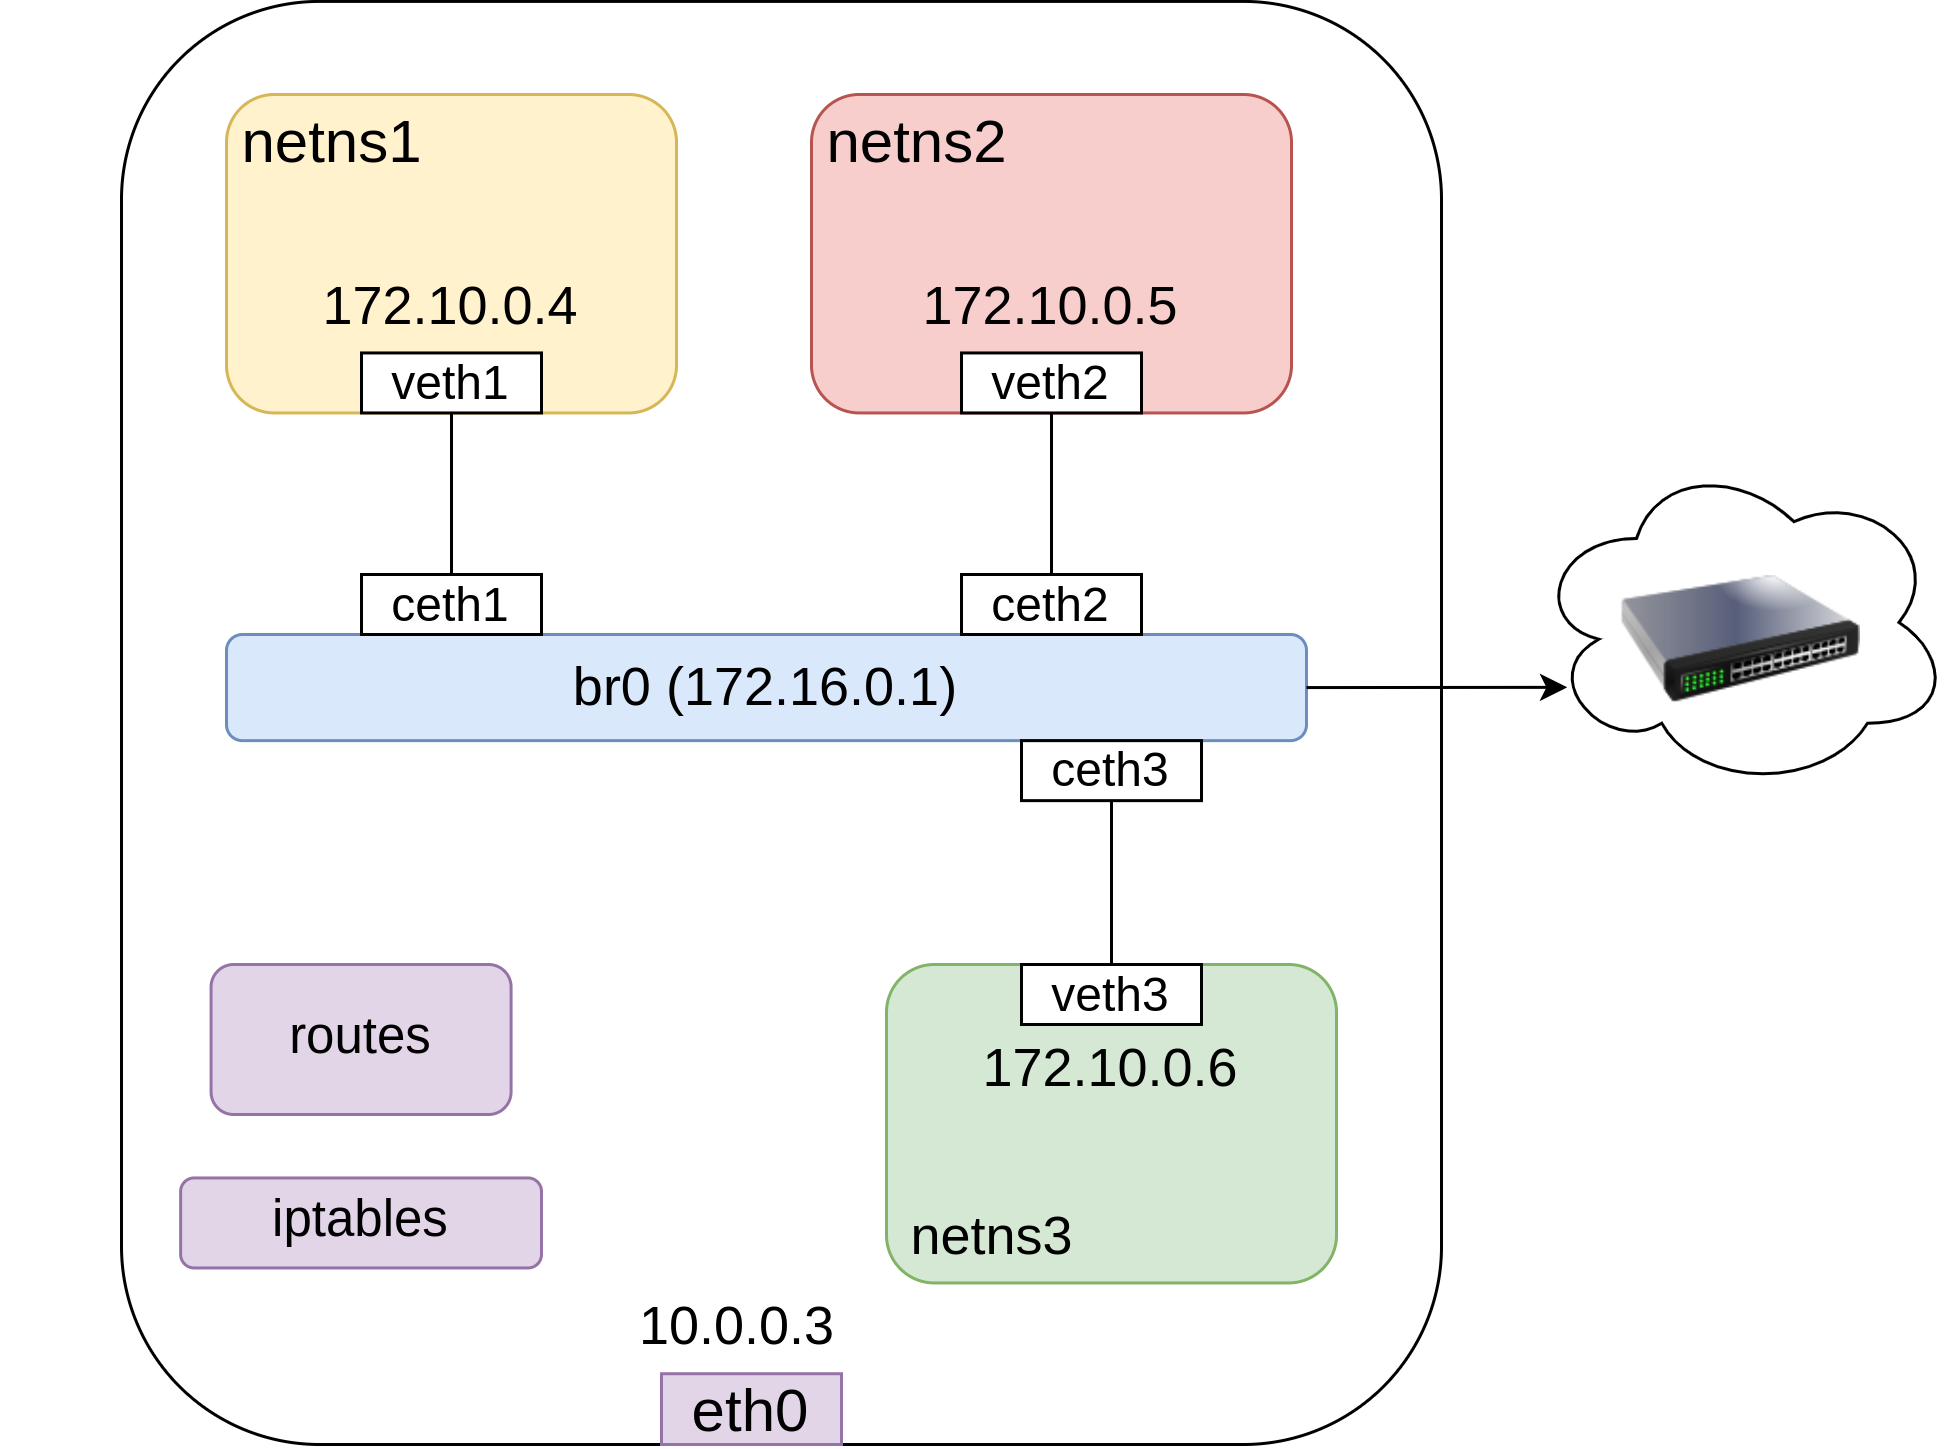 netns1
netns2
172.10.0.4
172.10.0.5
veth1
veth2
ceth1
ceth2
br0 (172.16.0.1)
ceth3
veth3
routes
172.10.0.6
iptables
netns3
10.0.0.3
eth0